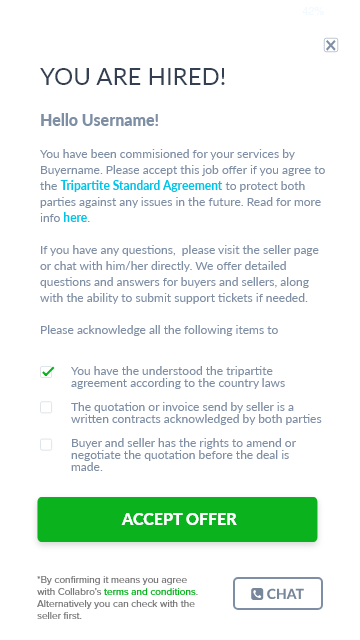 YOU ARE HIRED!
Hello Username!
You have been commisioned for your services by
Buyername. Please accept this job offer if you agree to
the Tripartite Standard Agreement to protect both
parties against any issues in the future. Read for more
info here.
If you have any questions, please visit the seller page
or chat with him/her directly. We offer detailed
questions and answers for buyers and sellers, along
with the ability to submit support tickets if needed.
Please acknowledge all the following items to
You have the understood the tripartite
agreement according to the country laws
The quotation or invoice send by seller is a
written contracts acknowledged by both parties
Buyer and seller has the rights to amend or
negotiate the quotation before the deal is
made.
ACCEPT OFFER
*By confirming it means you agree
with Collabro's terms and conditions.
Alternatively you can check with the
seller first.
CHAT